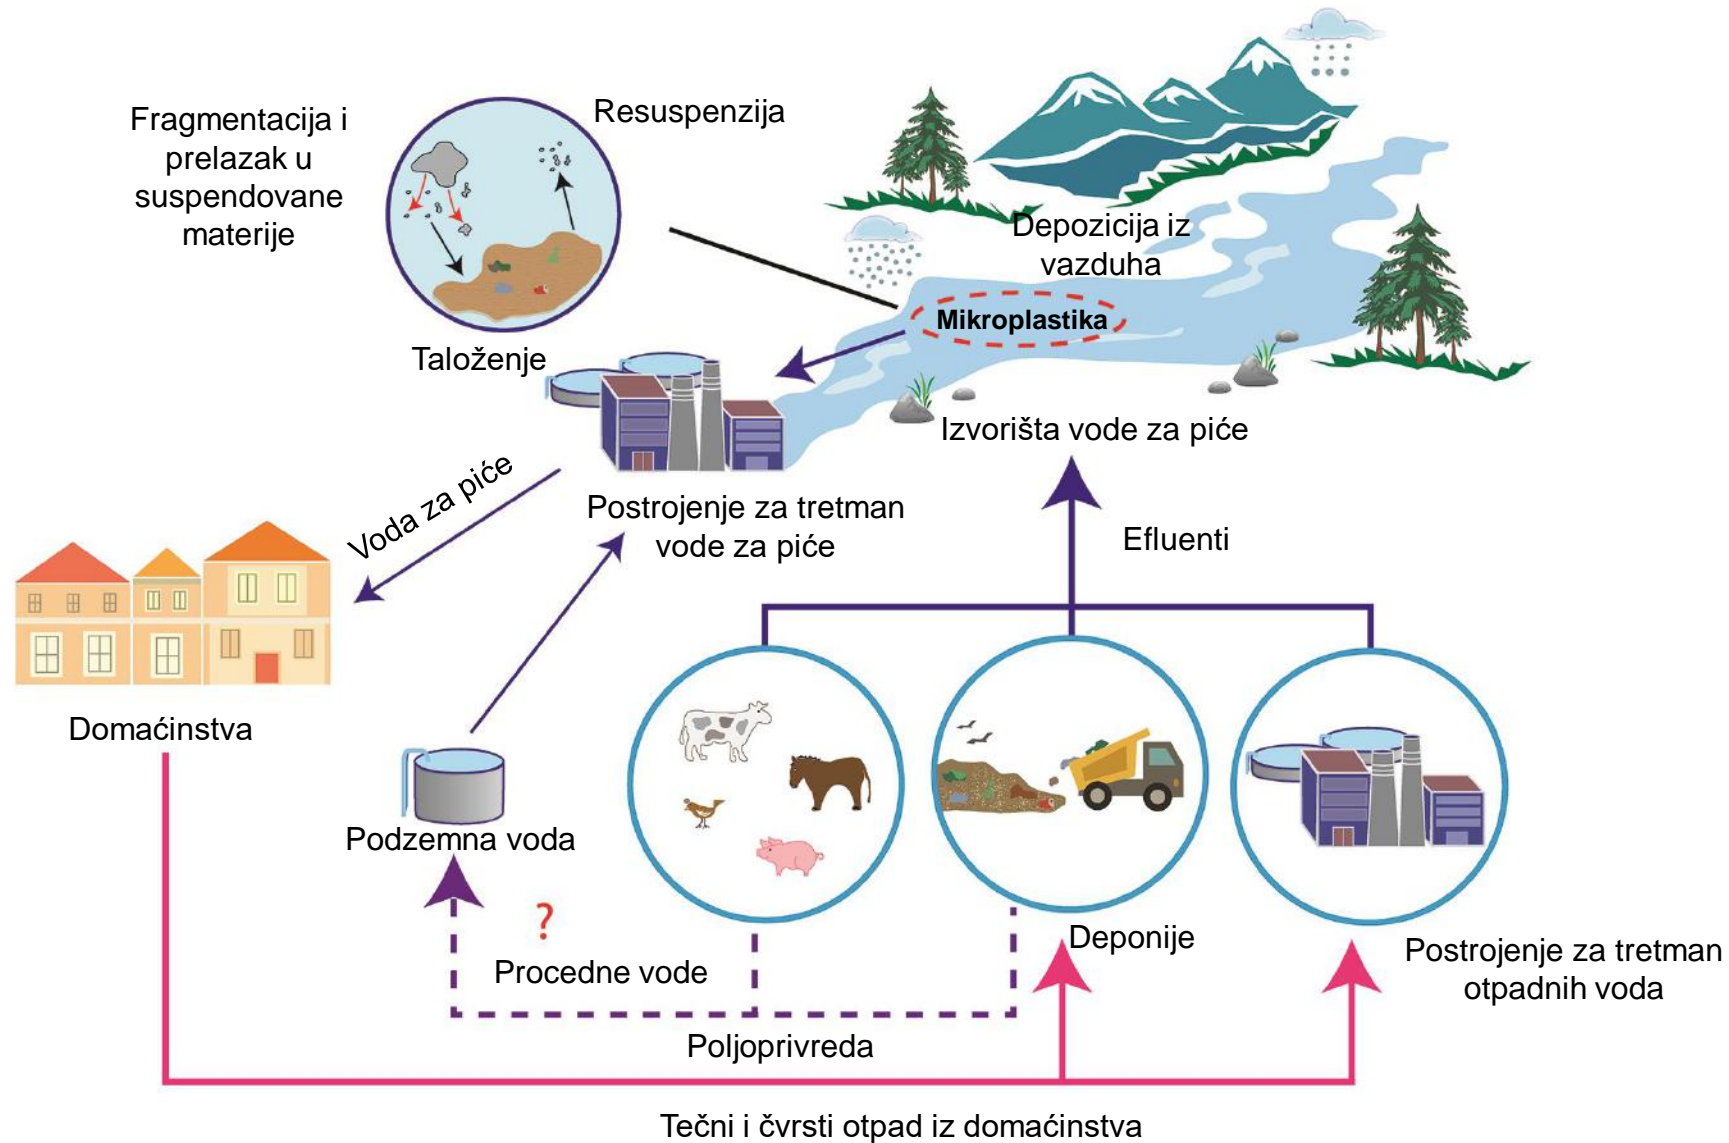 Fragmentacija i
prelazak u
suspendovane
materije
Resuspenzija
Taloženje
Depozicija iz
vazduha
Mikroplastika
Izvorišta vode za piće
Voda za piće
Postrojenje za tretman
vode za piće
Efluenti
Domaćinstva
Podzemna voda
?
Procedne vode
Deponije
Postrojenje za tretman
otpadnih voda
Poljoprivreda
Tečni i čvrsti otpad iz domaćinstva